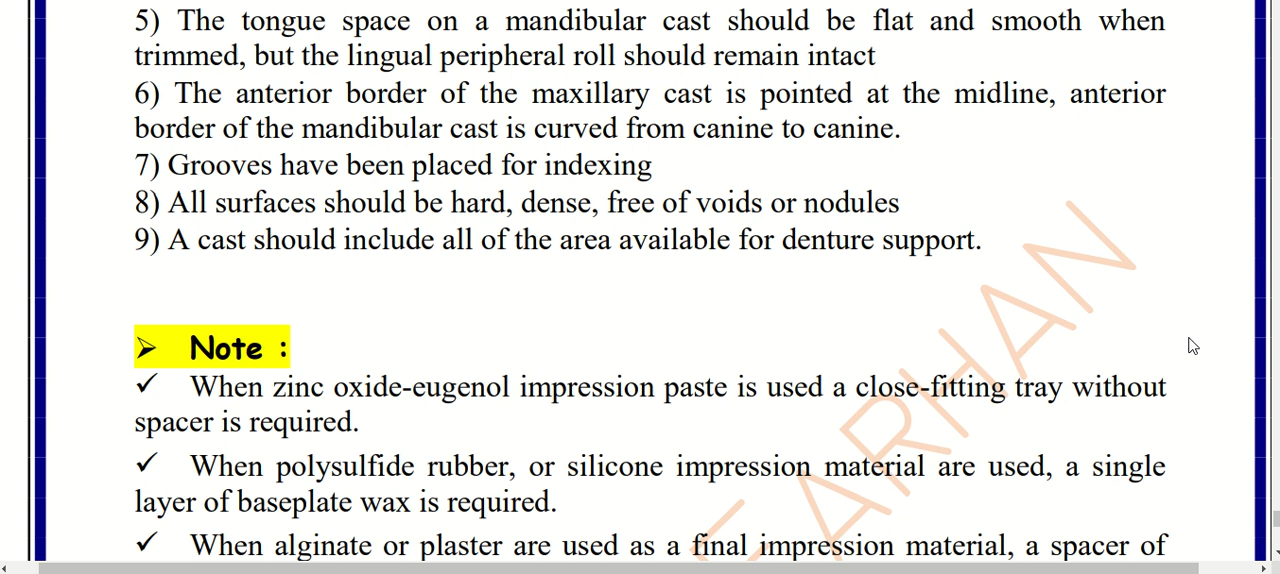 5) The tongue space on a mandibular cast should be flat and smooth when
trimmed, but the lingual peripheral roll should remain intact
6) The anterior border of the maxillary cast is pointed at the midline, anterior
border of the mandibular cast is curved from canine to canine.
7) Grooves have been placed for indexing
8) All surfaces should be hard, dense, free of voids or nodules
9) A cast should include all of the area available for denture support.
➢ Note :
✓ When zinc oxide-eugenol impression paste is used a close-fitting tray without
spacer is required.
✓ When polysulfide rubber, or silicone impression material are used, a single
layer of baseplate wax is required.
✓ When alginate or plaster are used as a final impression material, a spacer of
FARHAN